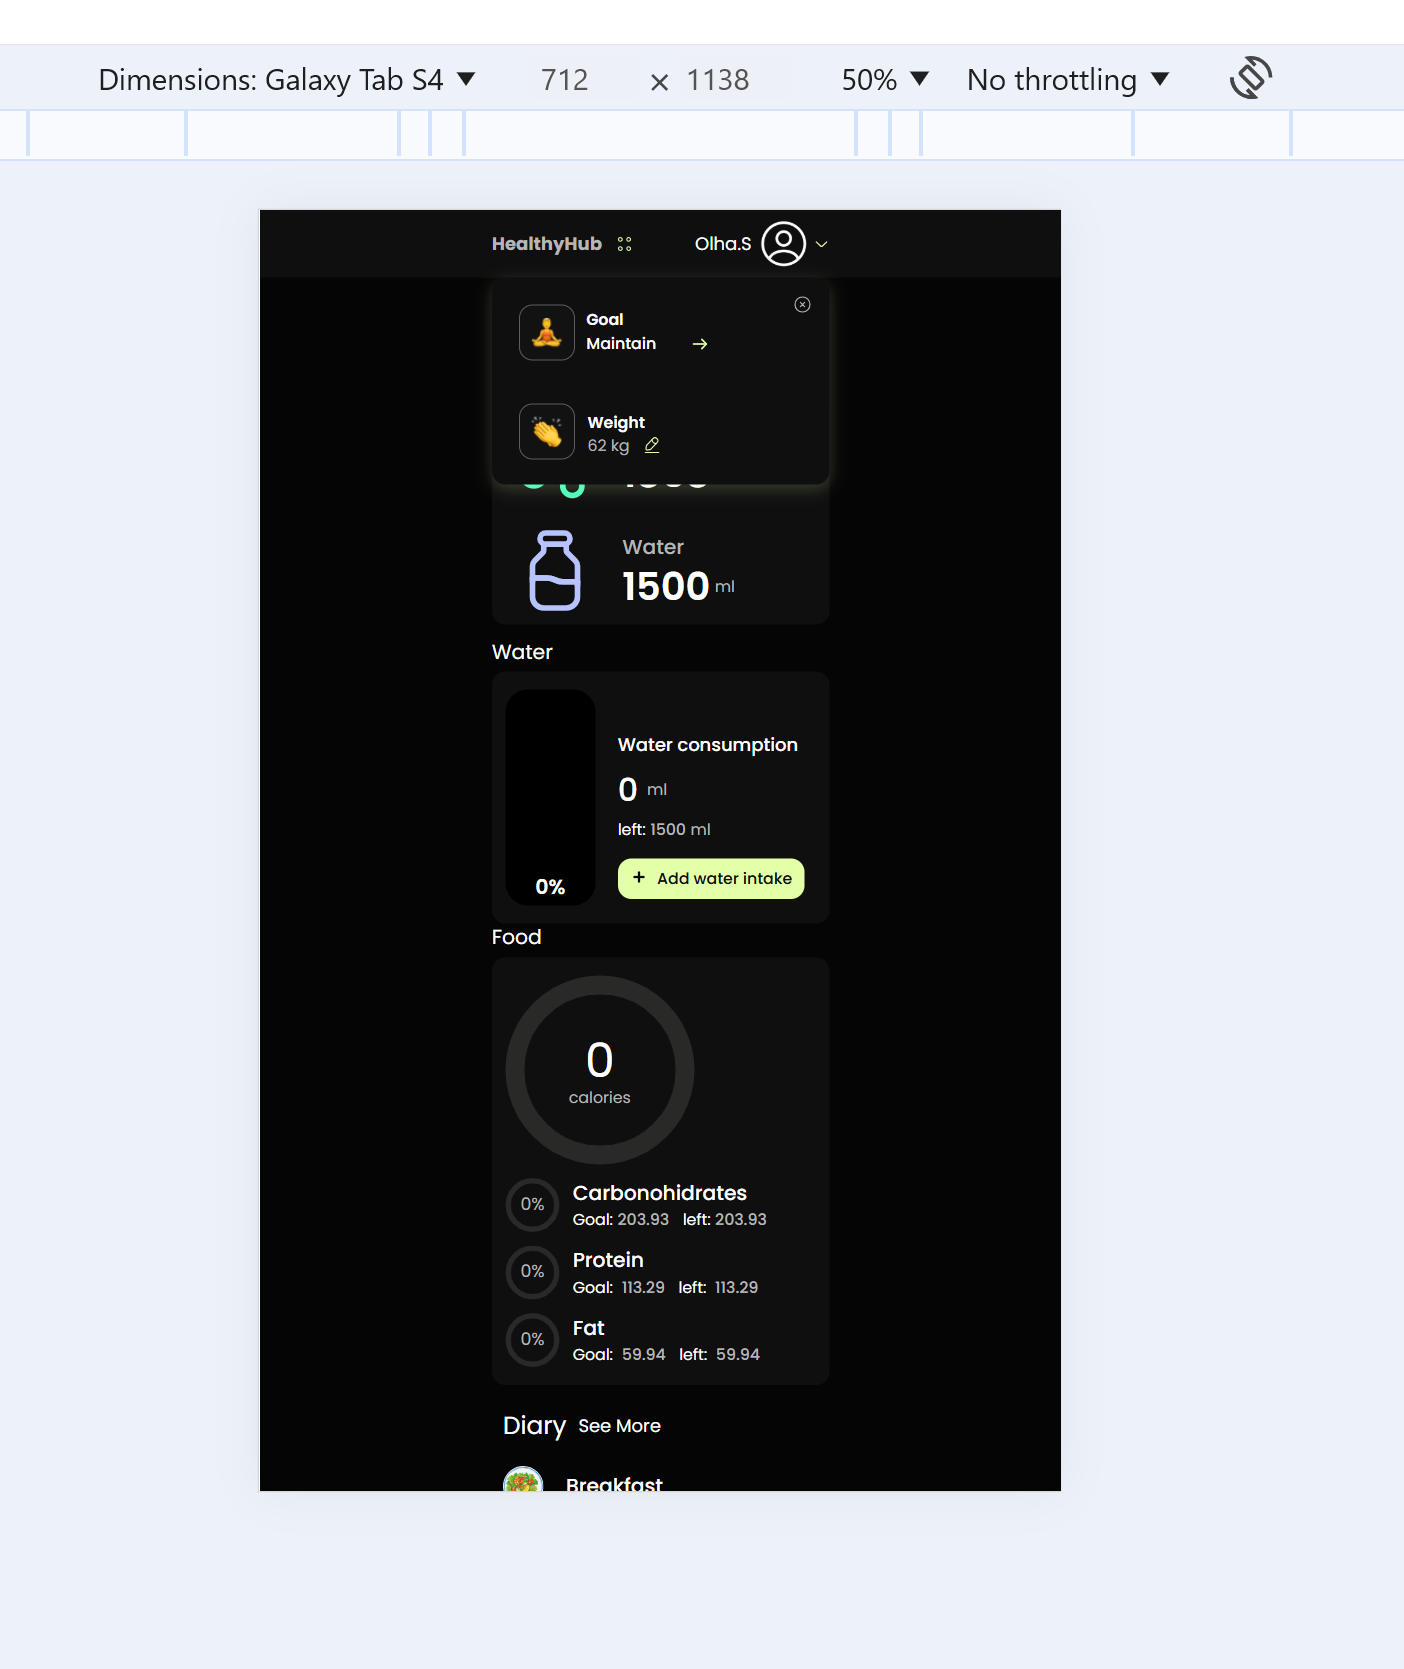 Dimensions: Galaxy Tab S4 712 × 1138 50% No throttling
HealthyHub Olha.S
Goal
Maintain
Weight
62 kg
Water
1500 ml
Water
Water consumption
0 ml
left: 1500 ml
0%
+ Add water intake
Food
0
calories
0% Carbonohidrates
Goal: 203.93 left: 203.93
0% Protein
Goal: 113.29 left: 113.29
0% Fat
Goal: 59.94 left: 59.94
Diary See More
Breakfast